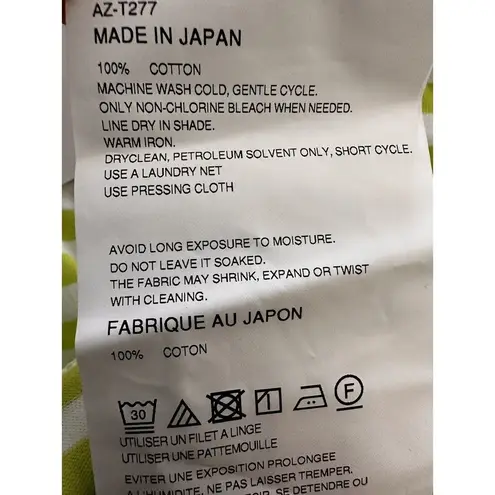 AZ-T277
MADE IN JAPAN
100% COTTON
MACHINE WASH COLD, GENTLE CYCLE.
ONLY NON-CHLORINE BLEACH WHEN NEEDED.
LINE DRY IN SHADE.
WARM IRON.
DRYCLEAN, PETROLEUM SOLVENT ONLY, SHORT CYCLE.
USE A LAUNDRY NET
USE PRESSING CLOTH
AVOID LONG EXPOSURE TO MOISTURE.
DO NOT LEAVE IT SOAKED.
THE FABRIC MAY SHRINK, EXPAND OR TWIST
WITH CLEANING.
FABRIQUE AU JAPON
100% COTON
30 F
UTILISER UN FILET A LINGE
UTILISER UNE PATTEMOUILLE
EVITER UNE EXPOSITION PROLONGEE
A L'HUMIDITE, NE PAS LAISSER TREMPER.